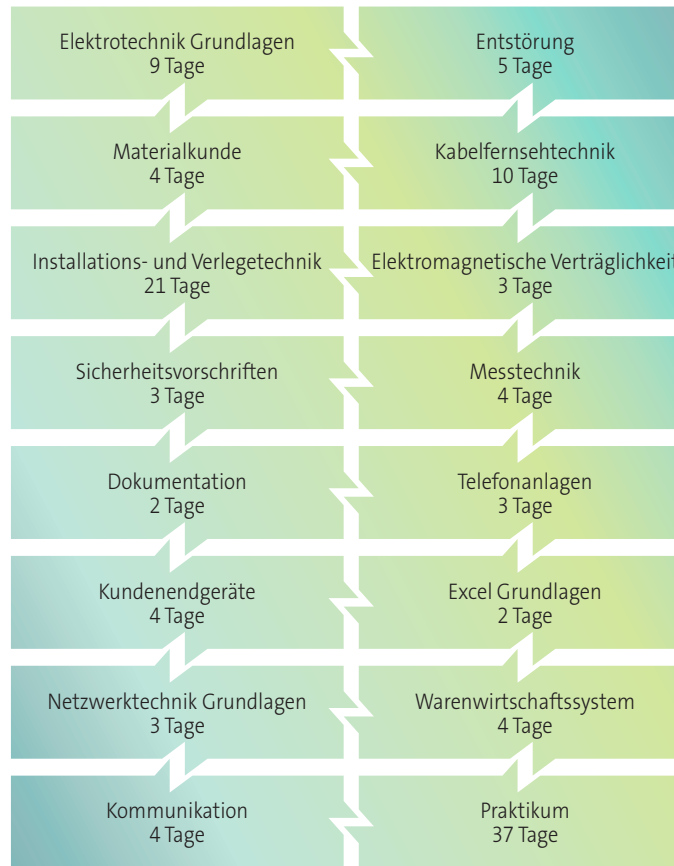 Elektrotechnik Grundlagen
9 Tage
Entstörung
5 Tage
Materialkunde
4 Tage
Kabelfernsehtechnik
10 Tage
Installations- und Verlegetechnik
21 Tage
Elektromagnetische Verträglichkeit
3 Tage
Sicherheitsvorschriften
3 Tage
Messtechnik
4 Tage
Dokumentation
2 Tage
Telefonanlagen
3 Tage
Kundenendgeräte
4 Tage
Excel Grundlagen
2 Tage
Netzwerktechnik Grundlagen
3 Tage
Warenwirtschaftssystem
4 Tage
Kommunikation
4 Tage
Praktikum
37 Tage